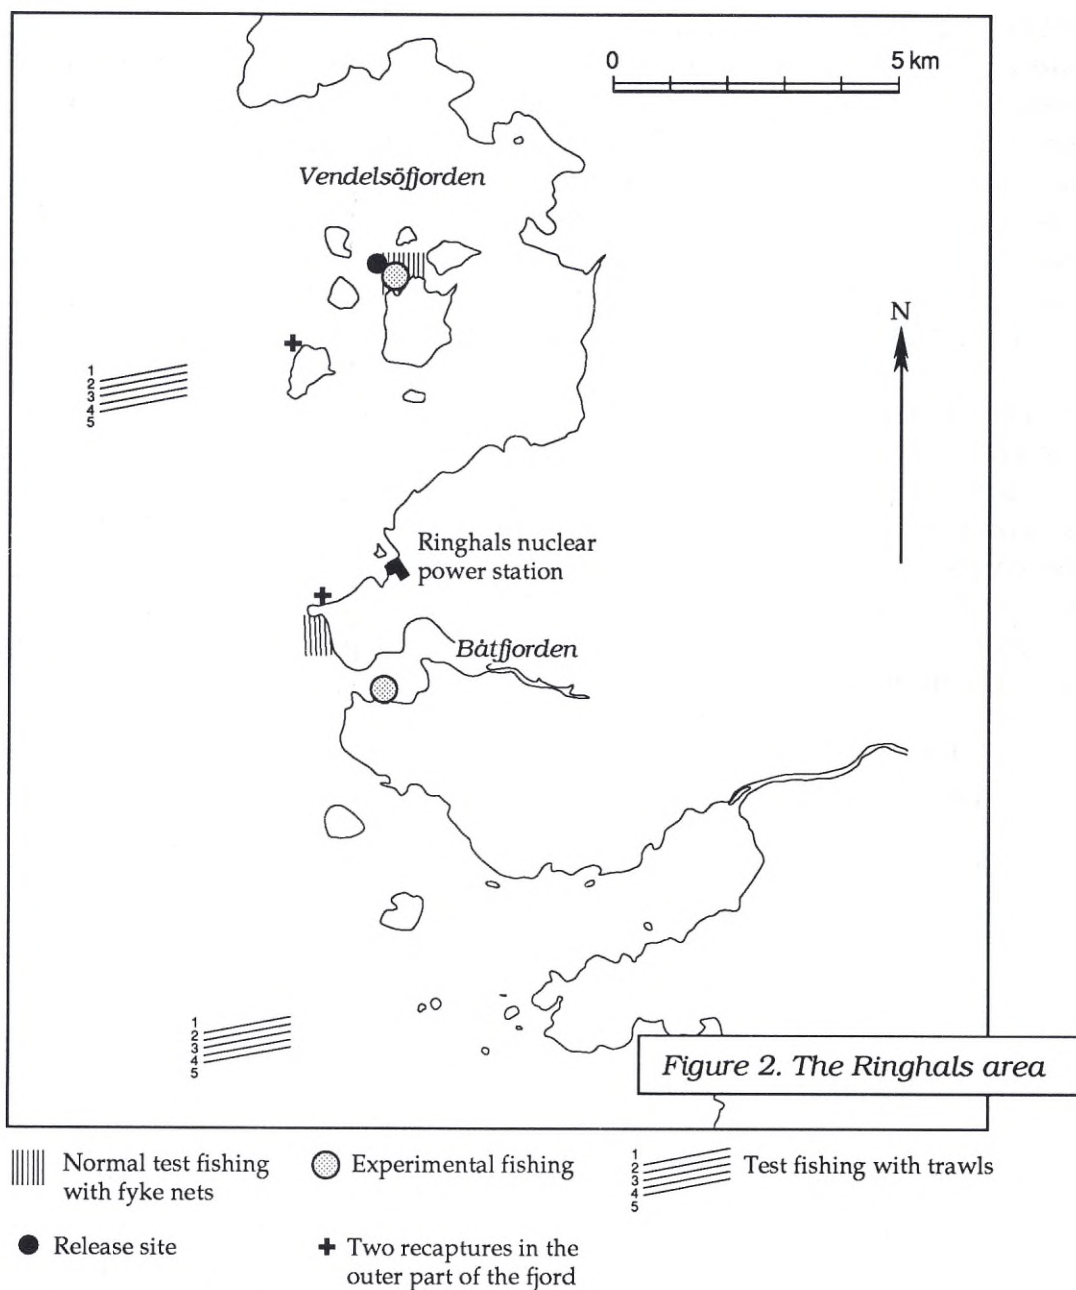 0 5 km
Vendelsöfjorden
N
1
2
3
4
5
Ringhals nuclear
power station
Båtfjorden
1
2
3
4
5
Figure 2. The Ringhals area
Normal test fishing
with fyke nets
Experimental fishing
1
2
3
4
5
Test fishing with trawls
Release site
Two recaptures in the
outer part of the fjord